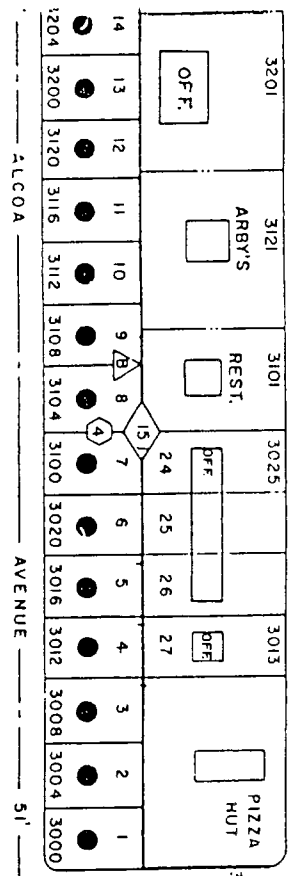 3201 3121 3101 3025 3013
ARBY'S REST. PIZZA
HUT
OFF. OFF. OFF.
24 25 26 27
15
14 13 12 11 10 9 8 7 6 5 4 3 2 1
B
4
3204 3200 3120 3116 3112 3108 3104 3100 3020 3016 3012 3008 3004 3000
ALCOA AVENUE 51'